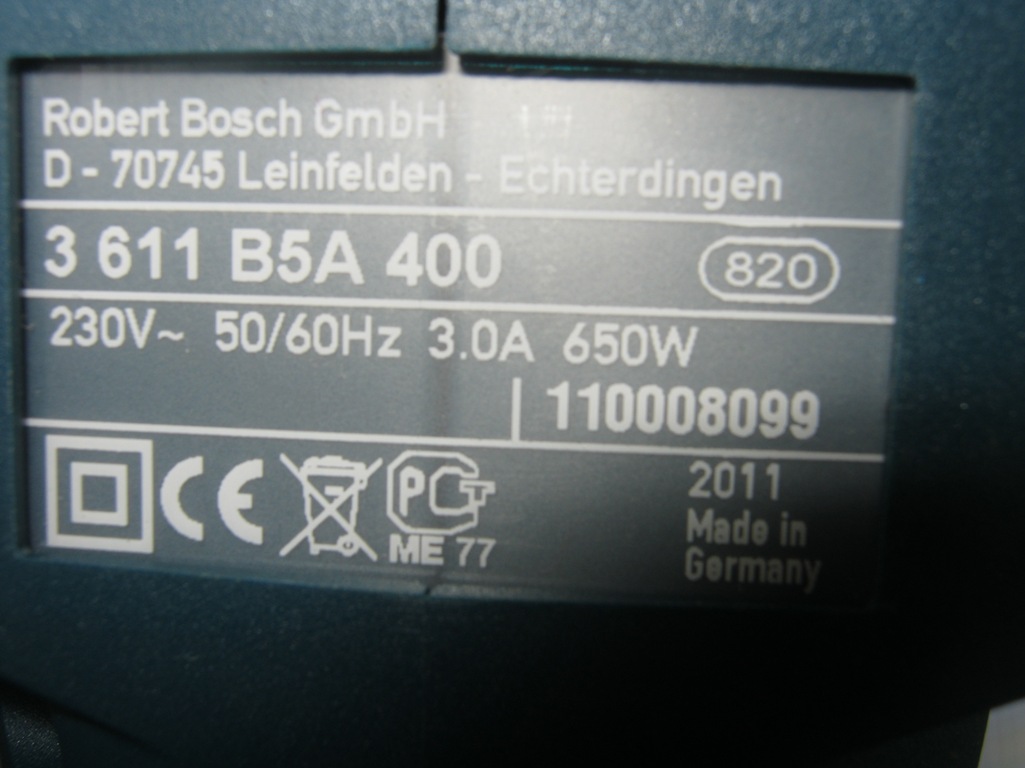 Robert Bosch GmbH
D - 70745 Leinfelden - Echterdingen
3 611 B5A 400 820
230V~ 50/60Hz 3.0A 650W
110008099
CE PCT ME 77
2011
Made in
Germany